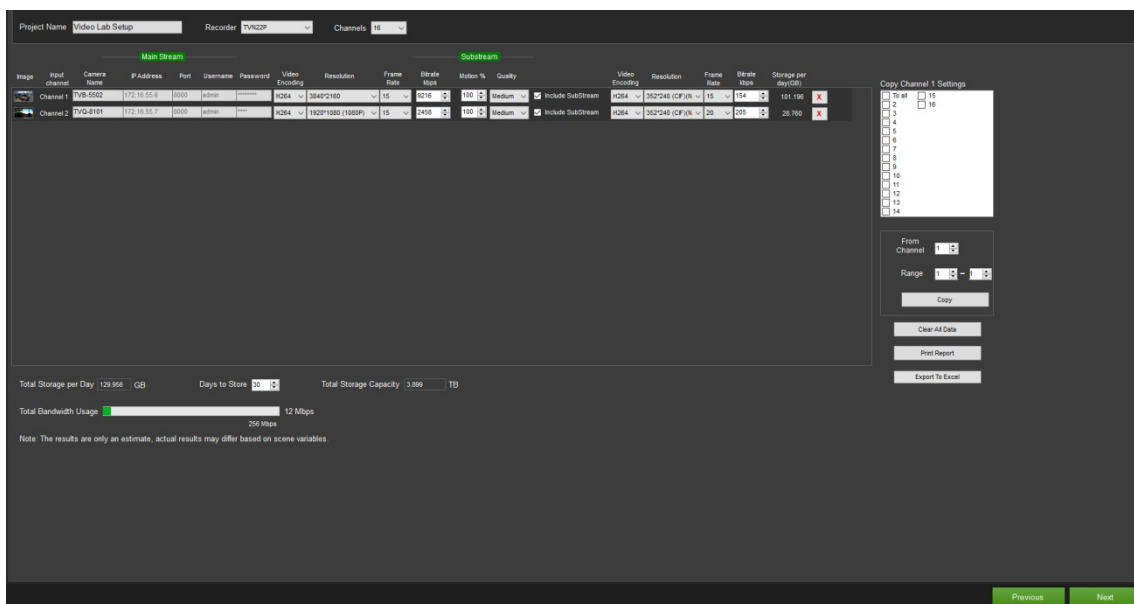 Project Name Video Lab Setup Recorder TVN22P Channels 16
Main Stream Substream
Image Input channel Camera Name IP Address Port Username Password Video Encoding Resolution Frame Rate Bitrate kbps Motion % Quality Video Encoding Resolution Frame Rate Bitrate kbps Storage per day(GB)
Channel 1 TVB-5502 172.16.55.6 8000 admin ******** H264 3840*2160 15 9216 100 Medium Include SubStream H264 352*240 (CIF)(N 15 154 101.196 X
Channel 2 TVQ-8101 172.16.55.7 8000 admin **** H264 1920*1080 (1080P) 15 2458 100 Medium Include SubStream H264 352*240 (CIF)(N 20 205 28.760 X
Copy Channel 1 Settings
To all 15
2 16
3
4
5
6
7
8
9
10
11
12
13
14
From Channel 1
Range 1 - 1
Copy
Clear All Data
Print Report
Export To Excel
Total Storage per Day 129.956 GB Days to Store 30 Total Storage Capacity 3.899 TB
Total Bandwidth Usage 12 Mbps
256 Mbps
Note: The results are only an estimate, actual results may differ based on scene variables.
Previous Next